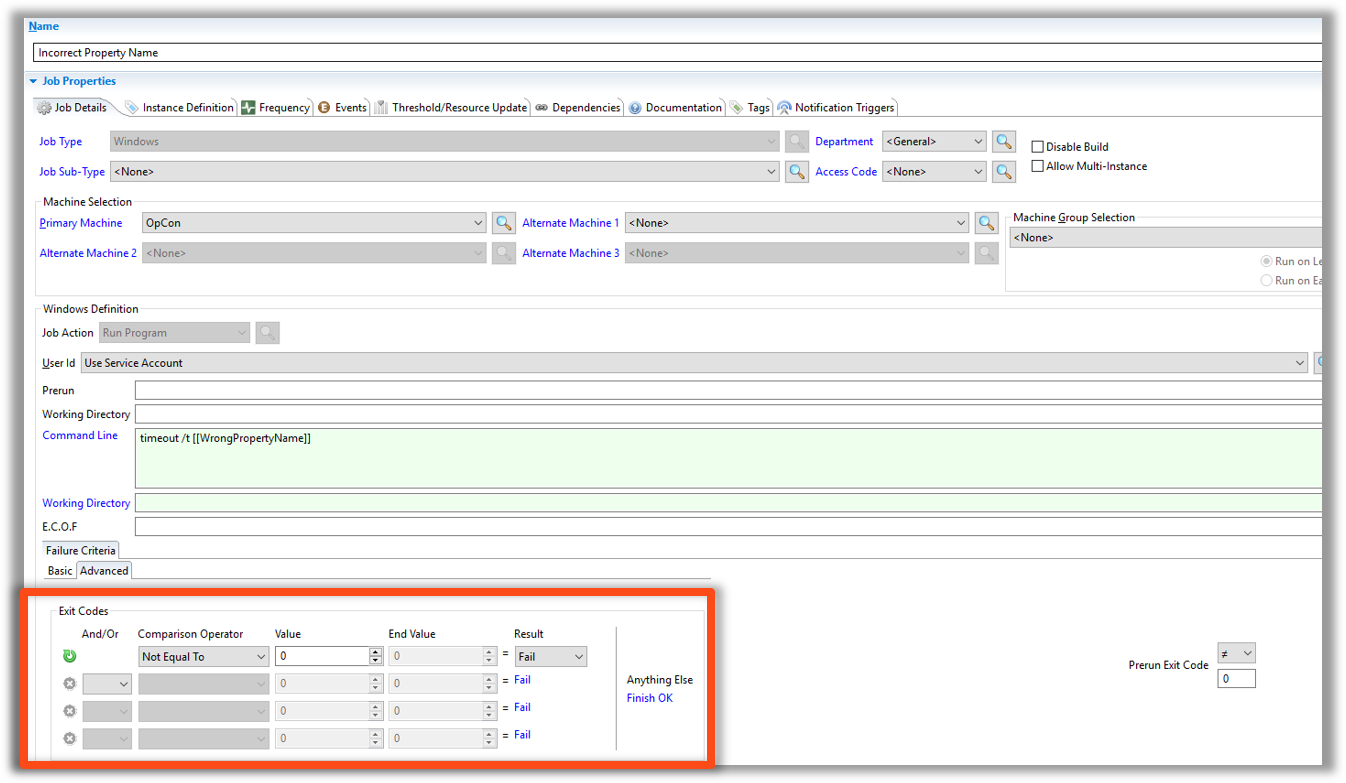 Name
Incorrect Property Name
Job Properties
Job Details Instance Definition Frequency Events Threshold/Resource Update Dependencies Documentation Tags Notification Triggers
Job Type Windows Department <General> Disable Build
Job Sub-Type <None> Access Code <None> Allow Multi-Instance
Machine Selection
Primary Machine OpCon Alternate Machine 1 <None> Machine Group Selection
<None>
Alternate Machine 2 <None> Alternate Machine 3 <None>
Run on Le
Run on Ea
Windows Definition
Job Action Run Program
User Id Use Service Account
Prerun
Working Directory
Command Line timeout /t [[WrongPropertyName]]
Working Directory
E.C.O.F
Failure Criteria
Basic Advanced
Exit Codes
And/Or Comparison Operator Value End Value Result
Not Equal To 0 0 = Fail
0 0 = Fail
0 0 = Fail
0 0 = Fail
Anything Else
Finish OK
Prerun Exit Code ≠
0